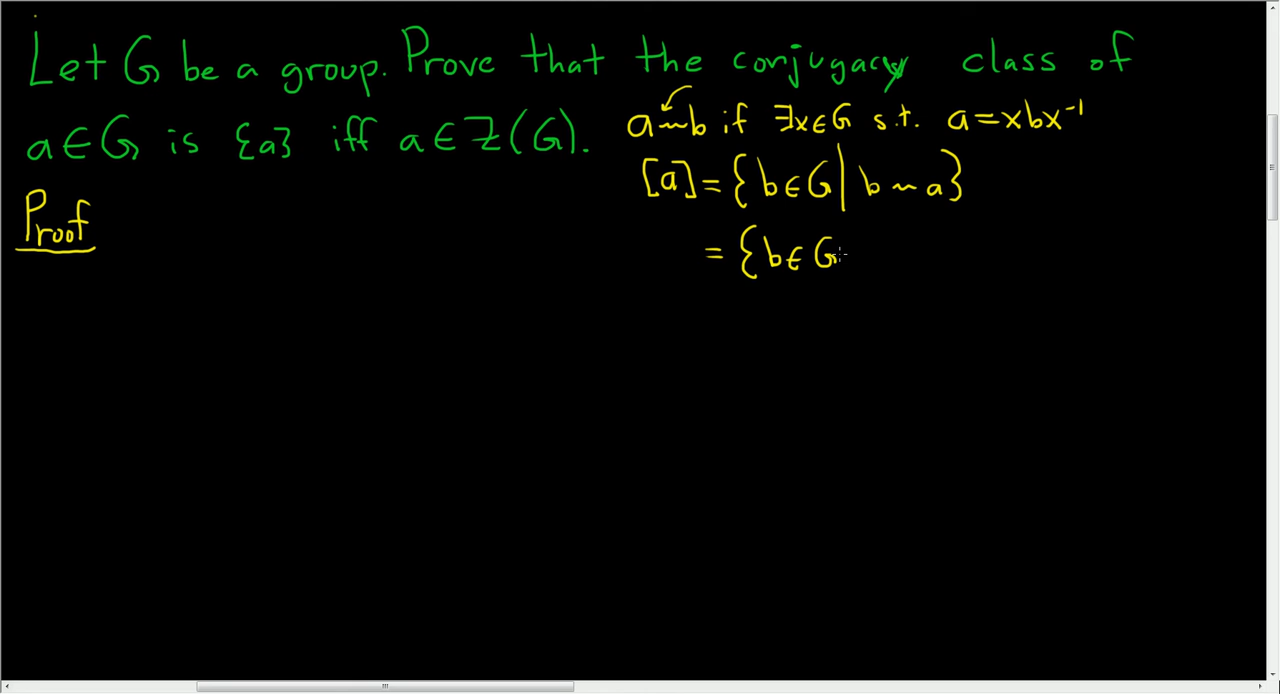 Let G be a group. Prove that the conjugacy class of
a∈G is {a} iff a∈Z(G).
a~b if ∃x∈G s.t. a=xbx⁻¹
[a]={b∈G|b~a}
Proof
={b∈G